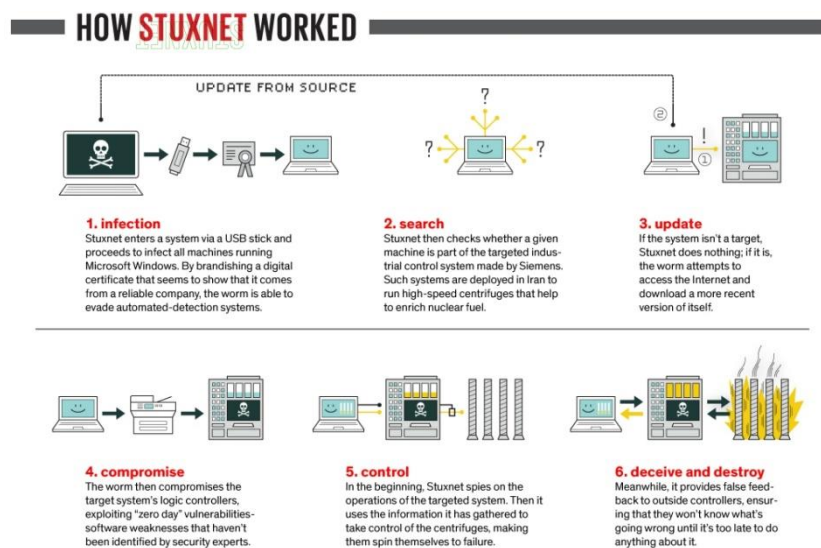 HOW STUXNET WORKED
UPDATE FROM SOURCE
? ? ?
! ① ②
1. infection
Stuxnet enters a system via a USB stick and
proceeds to infect all machines running
Microsoft Windows. By brandishing a digital
certificate that seems to show that it comes
from a reliable company, the worm is able to
evade automated-detection systems.
2. search
Stuxnet then checks whether a given
machine is part of the targeted indus-
trial control system made by Siemens.
Such systems are deployed in Iran to
run high-speed centrifuges that help
to enrich nuclear fuel.
3. update
If the system isn't a target,
Stuxnet does nothing; if it is,
the worm attempts to
access the Internet and
download a more recent
version of itself.
4. compromise
The worm then compromises the
target system's logic controllers,
exploiting "zero day" vulnerabilities-
software weaknesses that haven't
been identified by security experts.
5. control
In the beginning, Stuxnet spies on the
operations of the targeted system. Then it
uses the information it has gathered to
take control of the centrifuges, making
them spin themselves to failure.
6. deceive and destroy
Meanwhile, it provides false feed-
back to outside controllers, ensur-
ing that they won't know what's
going wrong until it's too late to do
anything about it.